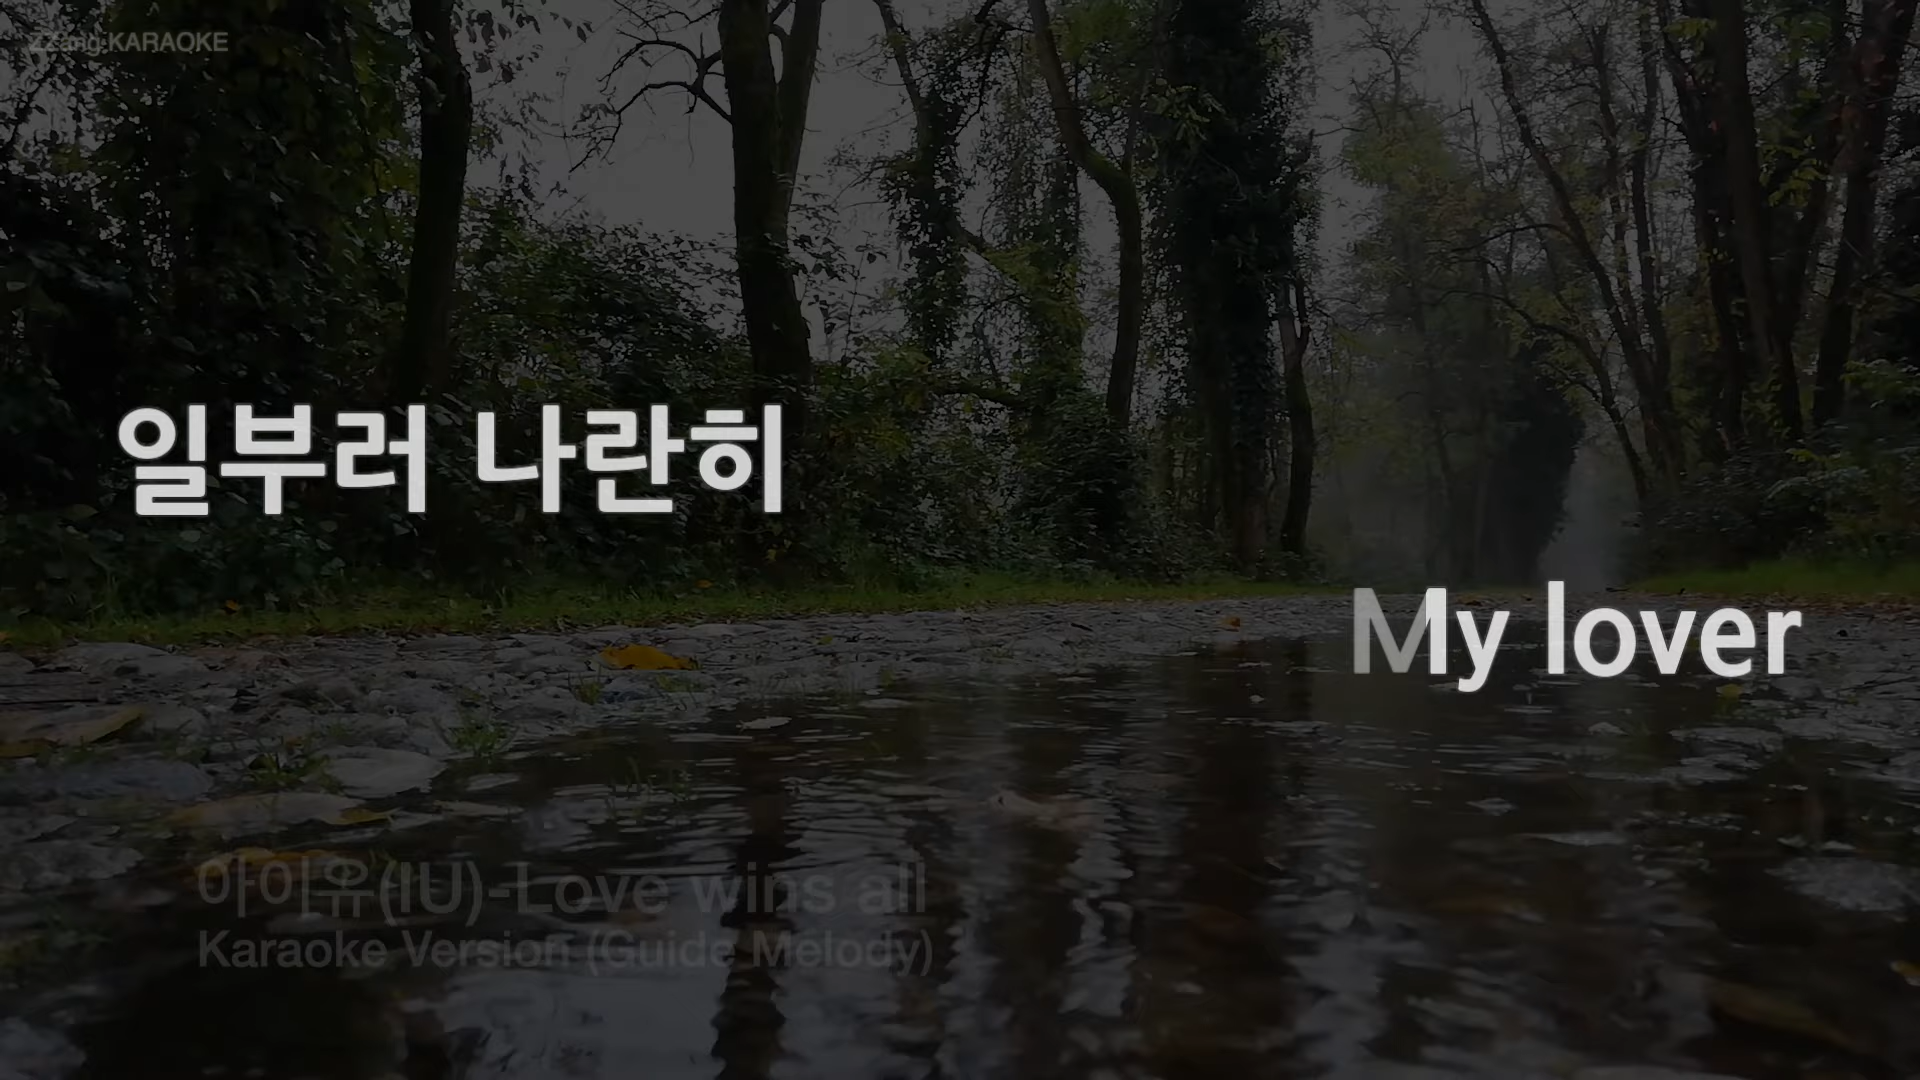 ZZang KARAOKE
일부러 나란히
My lover
아이유(IU)-Love wins all
Karaoke Version (Guide Melody)